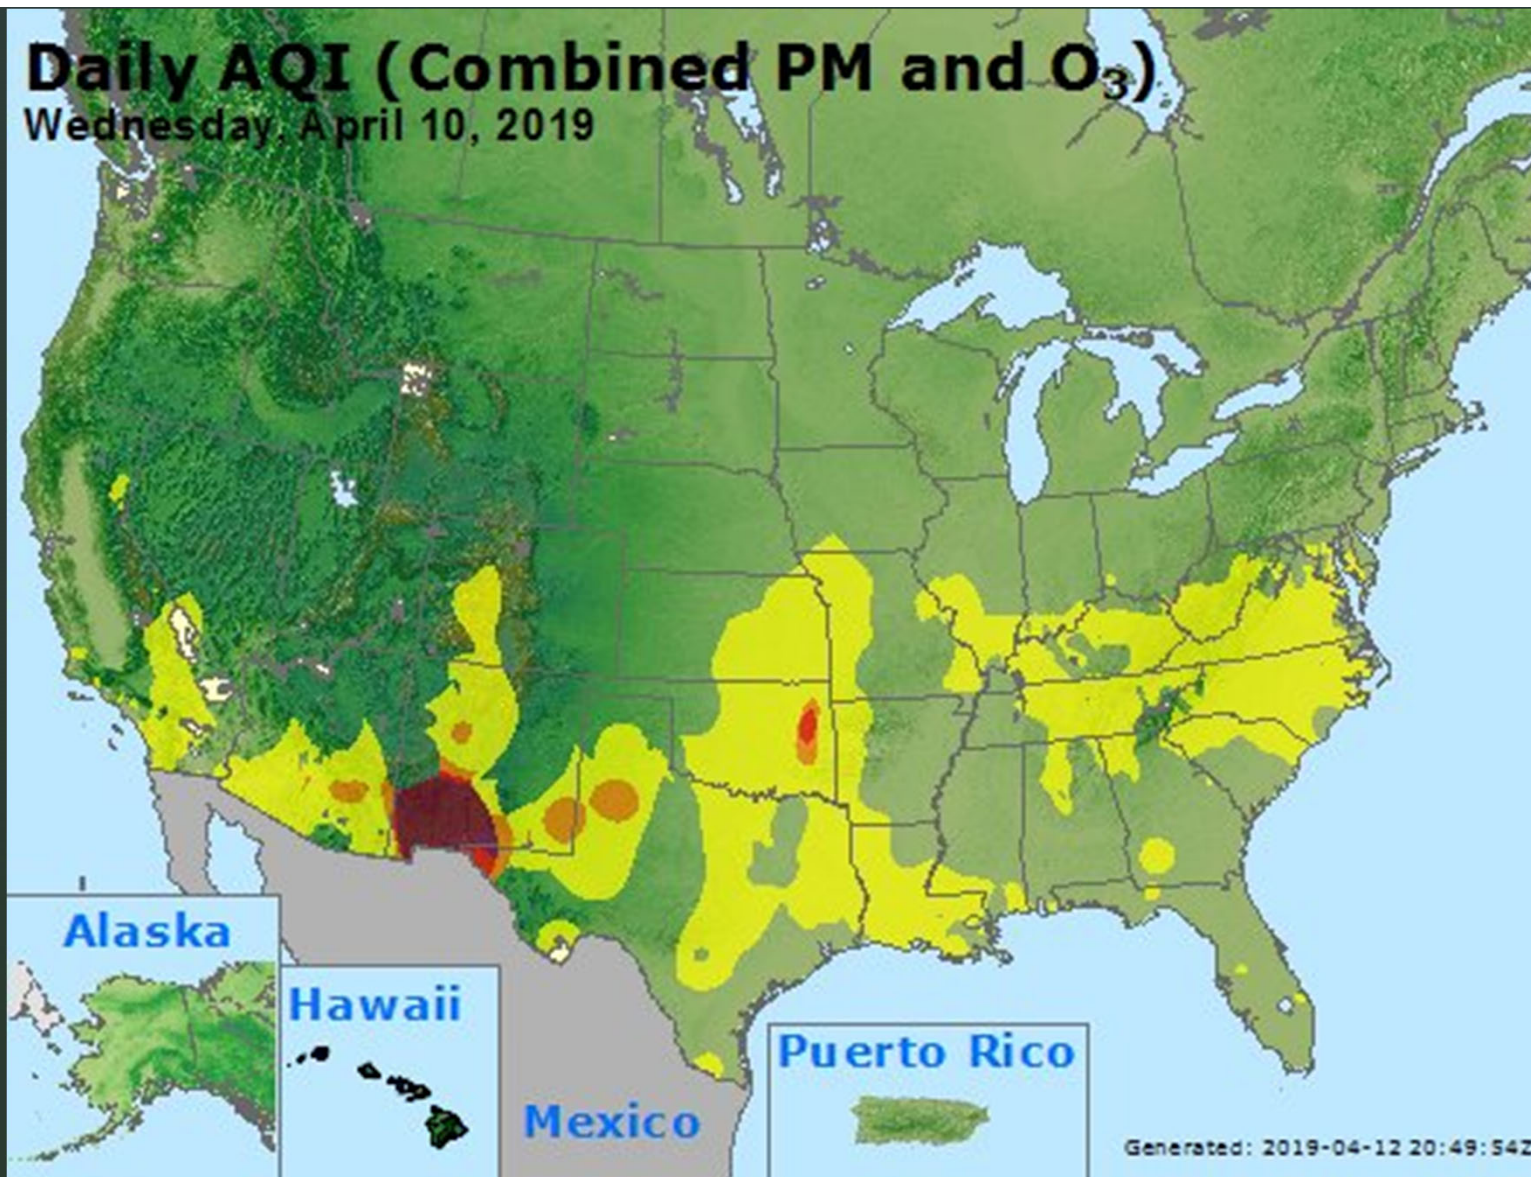 Daily AQI (Combined PM and O₃)
Wednesday, April 10, 2019
Alaska
Hawaii
Mexico
Puerto Rico
Generated: 2019-04-12 20:49:54Z